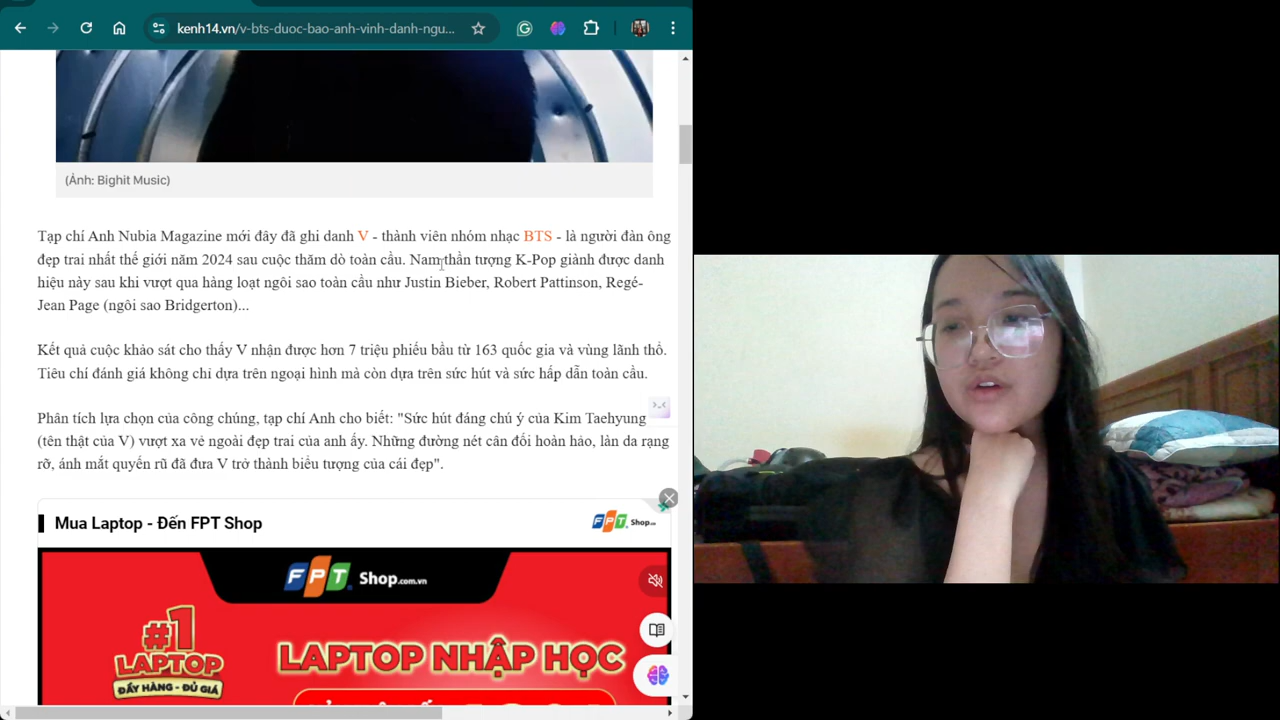 kenh14.vn/v-bts-duoc-bao-anh-vinh-danh-ngu...
(Ảnh: Bighit Music)
Tạp chí Anh Nubia Magazine mới đây đã ghi danh V - thành viên nhóm nhạc BTS - là người đàn ông
đẹp trai nhất thế giới năm 2024 sau cuộc thăm dò toàn cầu. Nam thần tượng K-Pop giành được danh
hiệu này sau khi vượt qua hàng loạt ngôi sao toàn cầu như Justin Bieber, Robert Pattinson, Regé-
Jean Page (ngôi sao Bridgerton)...
Kết quả cuộc khảo sát cho thấy V nhận được hơn 7 triệu phiếu bầu từ 163 quốc gia và vùng lãnh thổ.
Tiêu chí đánh giá không chỉ dựa trên ngoại hình mà còn dựa trên sức hút và sức hấp dẫn toàn cầu.
Phân tích lựa chọn của công chúng, tạp chí Anh cho biết: "Sức hút đáng chú ý của Kim Taehyung
(tên thật của V) vượt xa vẻ ngoài đẹp trai của anh ấy. Những đường nét cân đối hoàn hảo, làn da rạng
rỡ, ánh mắt quyến rũ đã đưa V trở thành biểu tượng của cái đẹp".
Mua Laptop - Đến FPT Shop
FPT Shop.com.vn
#1
LAPTOP
ĐẦY HÀNG - ĐỦ GIÁ
LAPTOP NHẬP HỌC